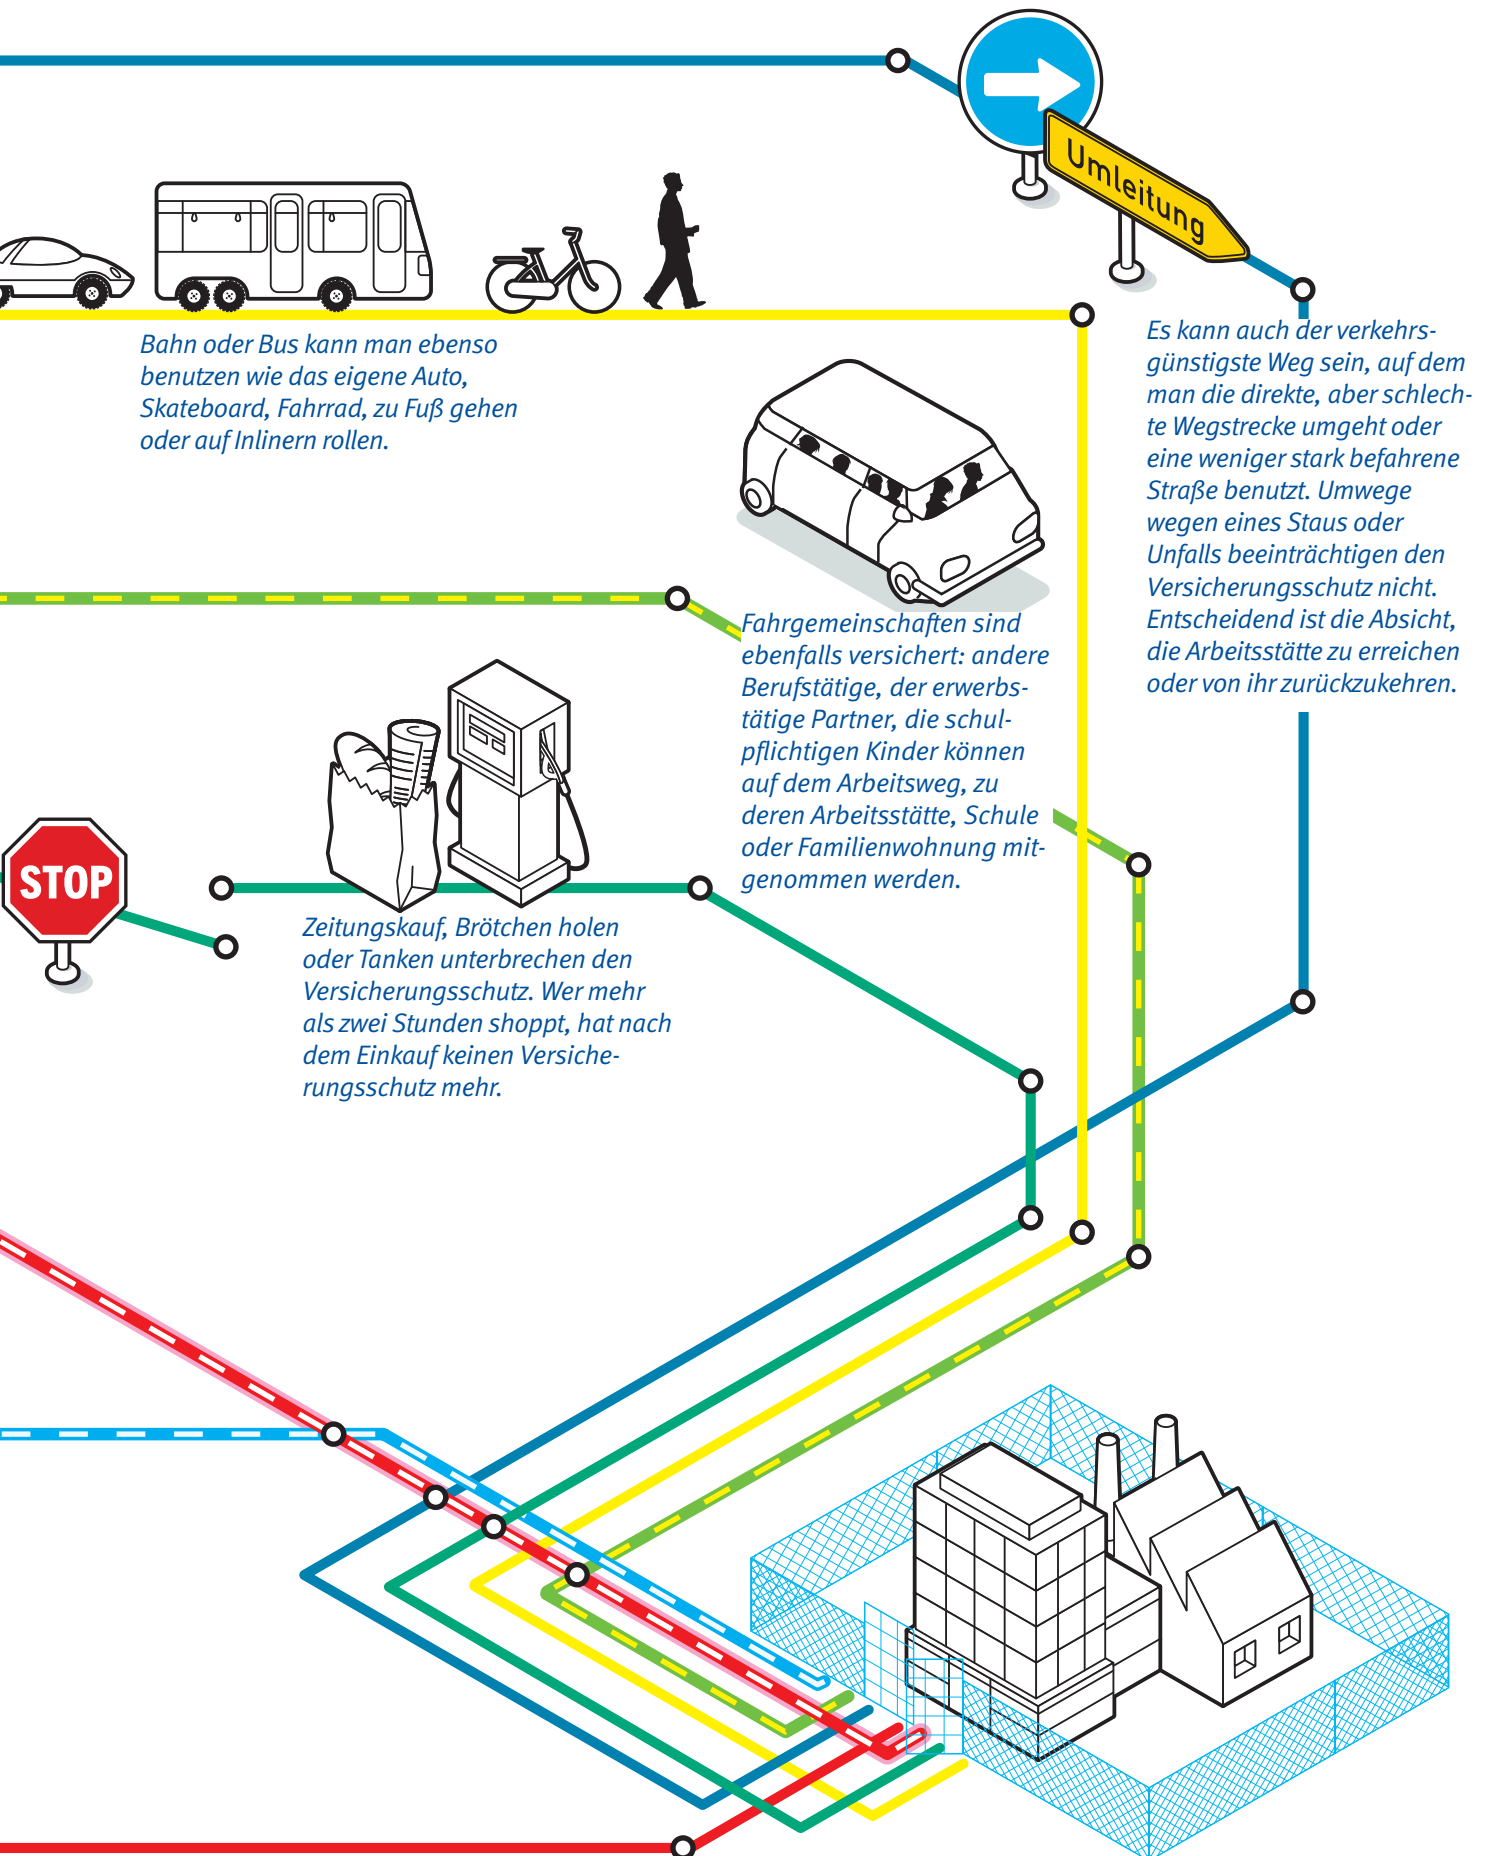 Umleitung
Bahn oder Bus kann man ebenso
benutzen wie das eigene Auto,
Skateboard, Fahrrad, zu Fuß gehen
oder auf Inlinern rollen.
Es kann auch der verkehrs-
günstigste Weg sein, auf dem
man die direkte, aber schlech-
te Wegstrecke umgeht oder
eine weniger stark befahrene
Straße benutzt. Umwege
wegen eines Staus oder
Unfalls beeinträchtigen den
Versicherungsschutz nicht.
Entscheidend ist die Absicht,
die Arbeitsstätte zu erreichen
oder von ihr zurückzukehren.
Fahrgemeinschaften sind
ebenfalls versichert: andere
Berufstätige, der erwerbs-
tätige Partner, die schul-
pflichtigen Kinder können
auf dem Arbeitsweg, zu
deren Arbeitsstätte, Schule
oder Familienwohnung mit-
genommen werden.
STOP
Zeitungskauf, Brötchen holen
oder Tanken unterbrechen den
Versicherungsschutz. Wer mehr
als zwei Stunden shoppt, hat nach
dem Einkauf keinen Versiche-
rungsschutz mehr.